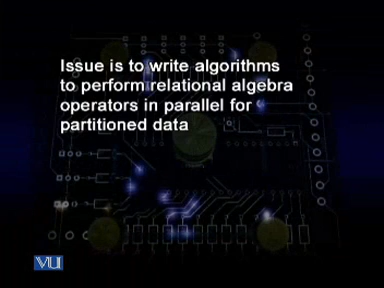 Issue is to write algorithms
to perform relational algebra
operators in parallel for
partitioned data
VU